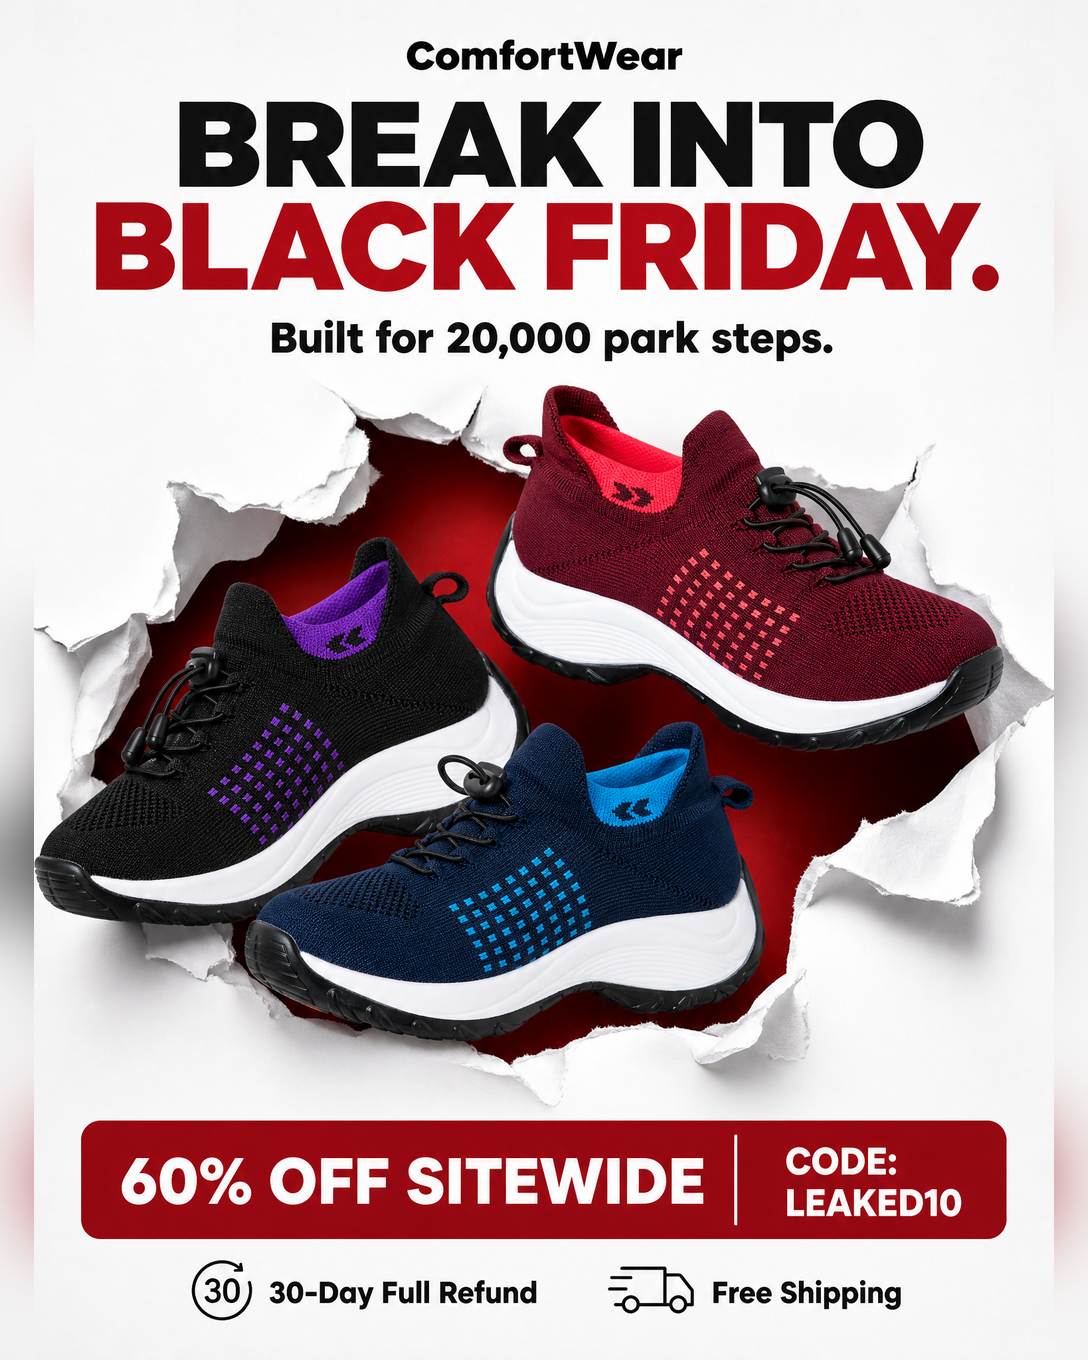 ComfortWear
BREAK INTO
BLACK FRIDAY.
Built for 20,000 park steps.
60% OFF SITEWIDE
CODE:
LEAKED10
30
30-Day Full Refund
Free Shipping